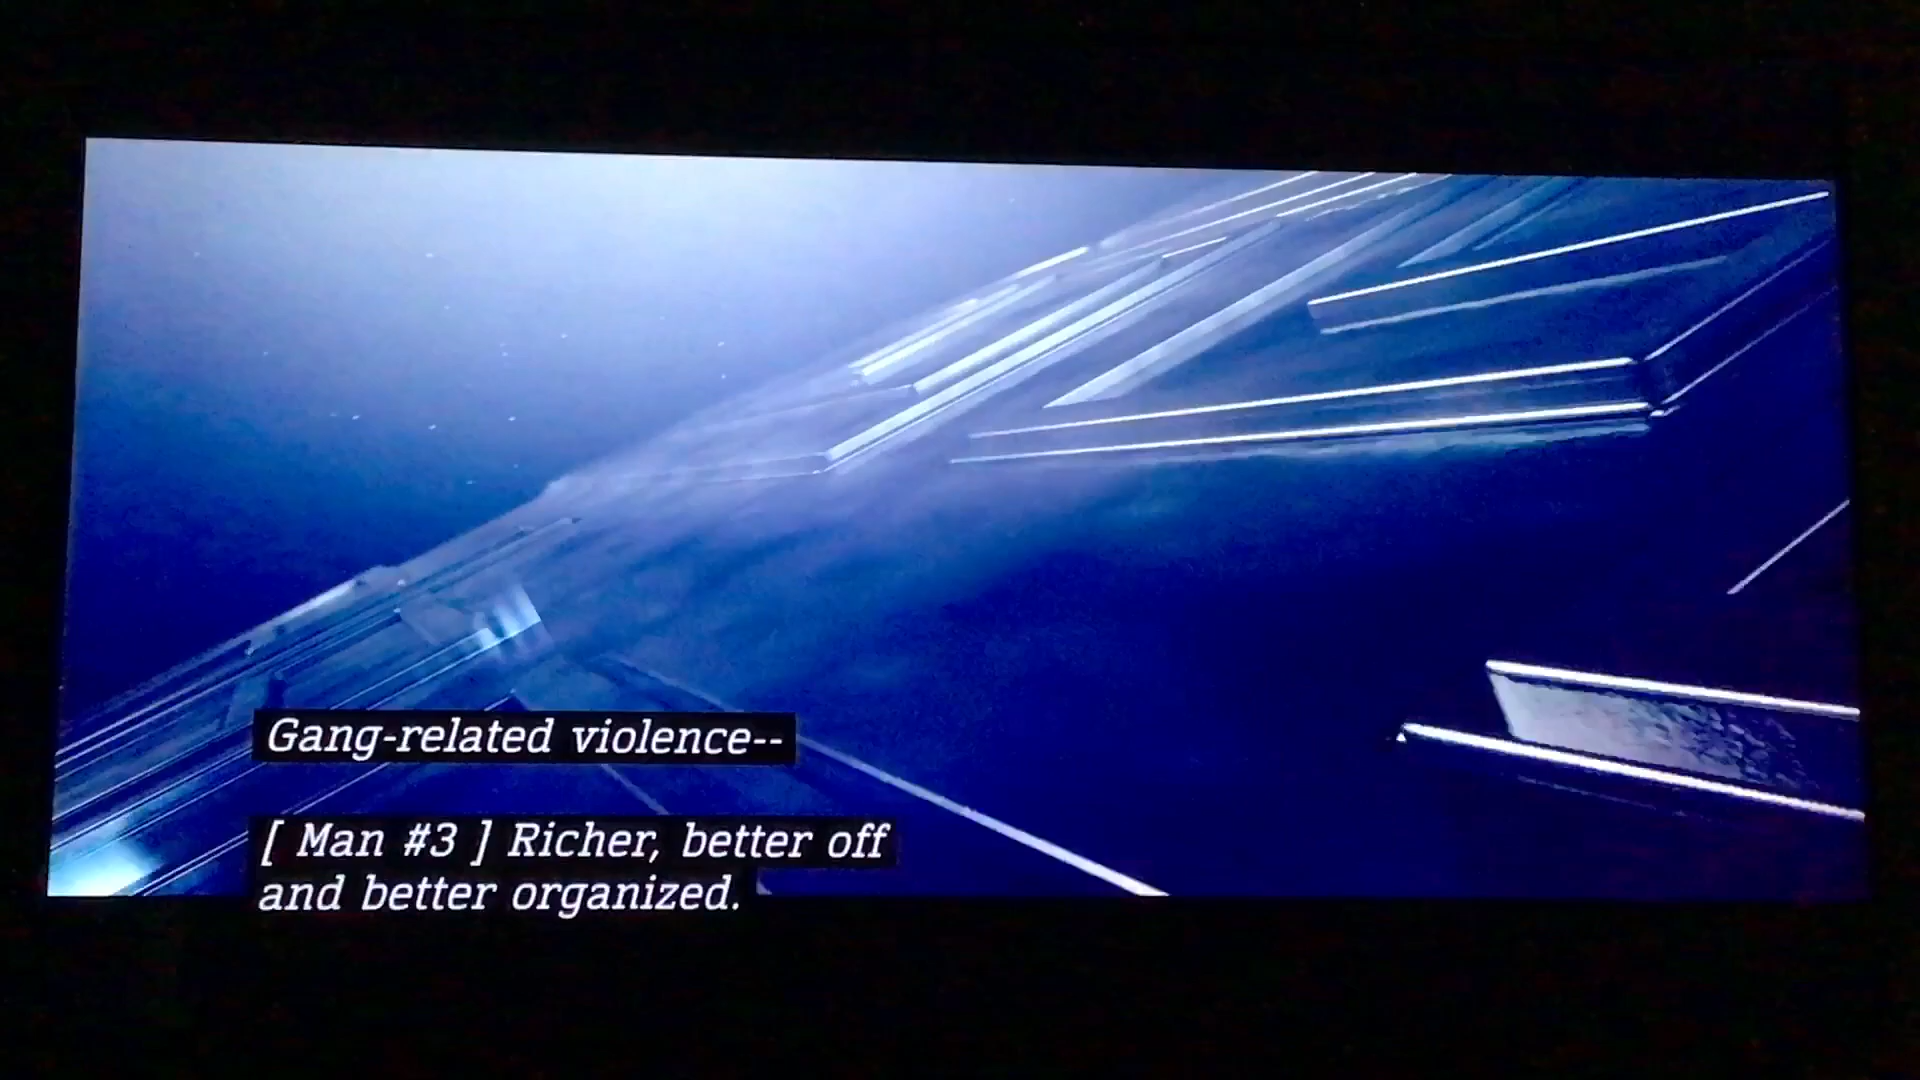 Gang-related violence--
[ Man #3 ] Richer, better off
and better organized.